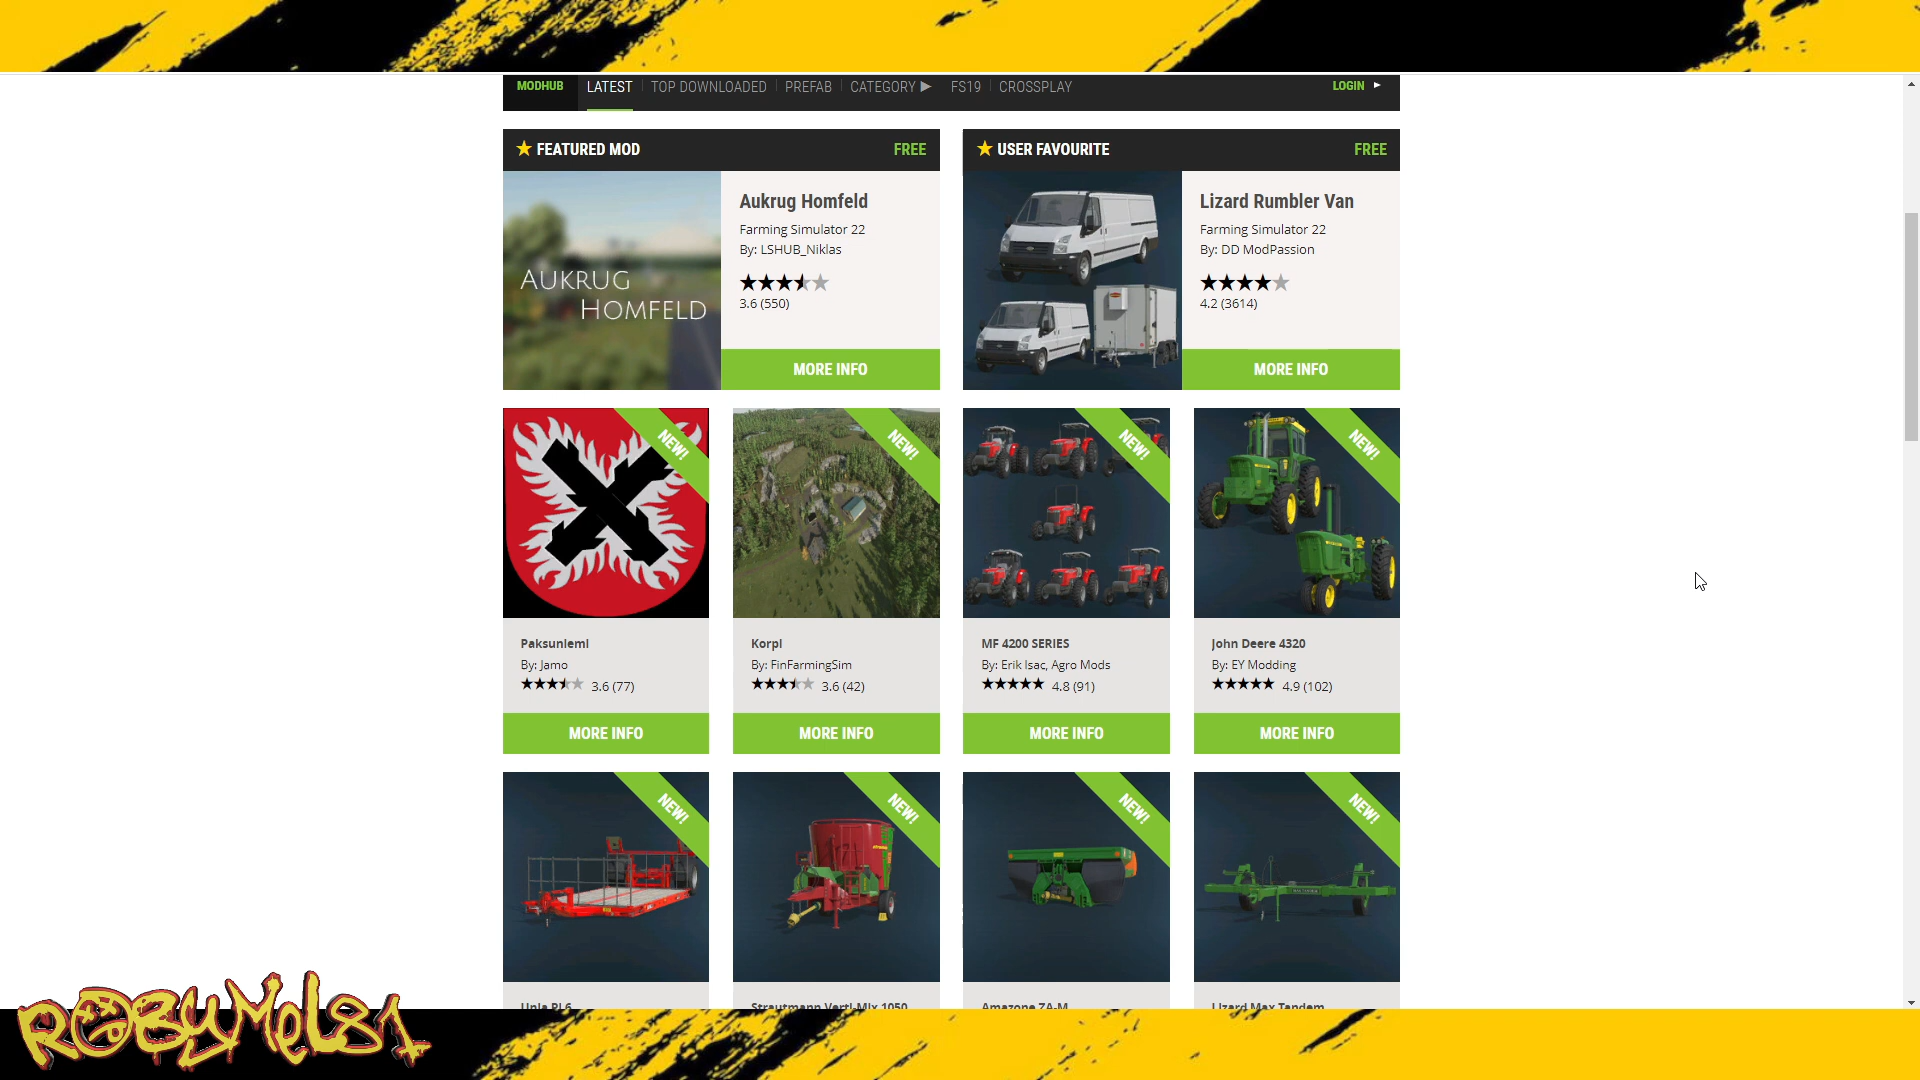 MODHUB LATEST TOP DOWNLOADED PREFAB CATEGORY ▶ FS19 CROSSPLAY LOGIN ►
★ FEATURED MOD FREE
AUKRUG
HOMFELD
Aukrug Homfeld
Farming Simulator 22
By: LSHUB_Niklas
3.6 (550)
MORE INFO
★ USER FAVOURITE FREE
Lizard Rumbler Van
Farming Simulator 22
By: DD ModPassion
4.2 (3614)
MORE INFO
NEW!
Paksuniemi
By: Jamo
3.6 (77)
MORE INFO
NEW!
Korpi
By: FinFarmingSim
3.6 (42)
MORE INFO
NEW!
MF 4200 SERIES
By: Erik Isac, Agro Mods
4.8 (91)
MORE INFO
NEW!
John Deere 4320
By: EY Modding
4.9 (102)
MORE INFO
NEW!
Unia PL6
NEW!
Strautmann Verti-Mix 1050
NEW!
Amazone ZA-M
NEW!
Lizard Max Tandem
R@BYMel81